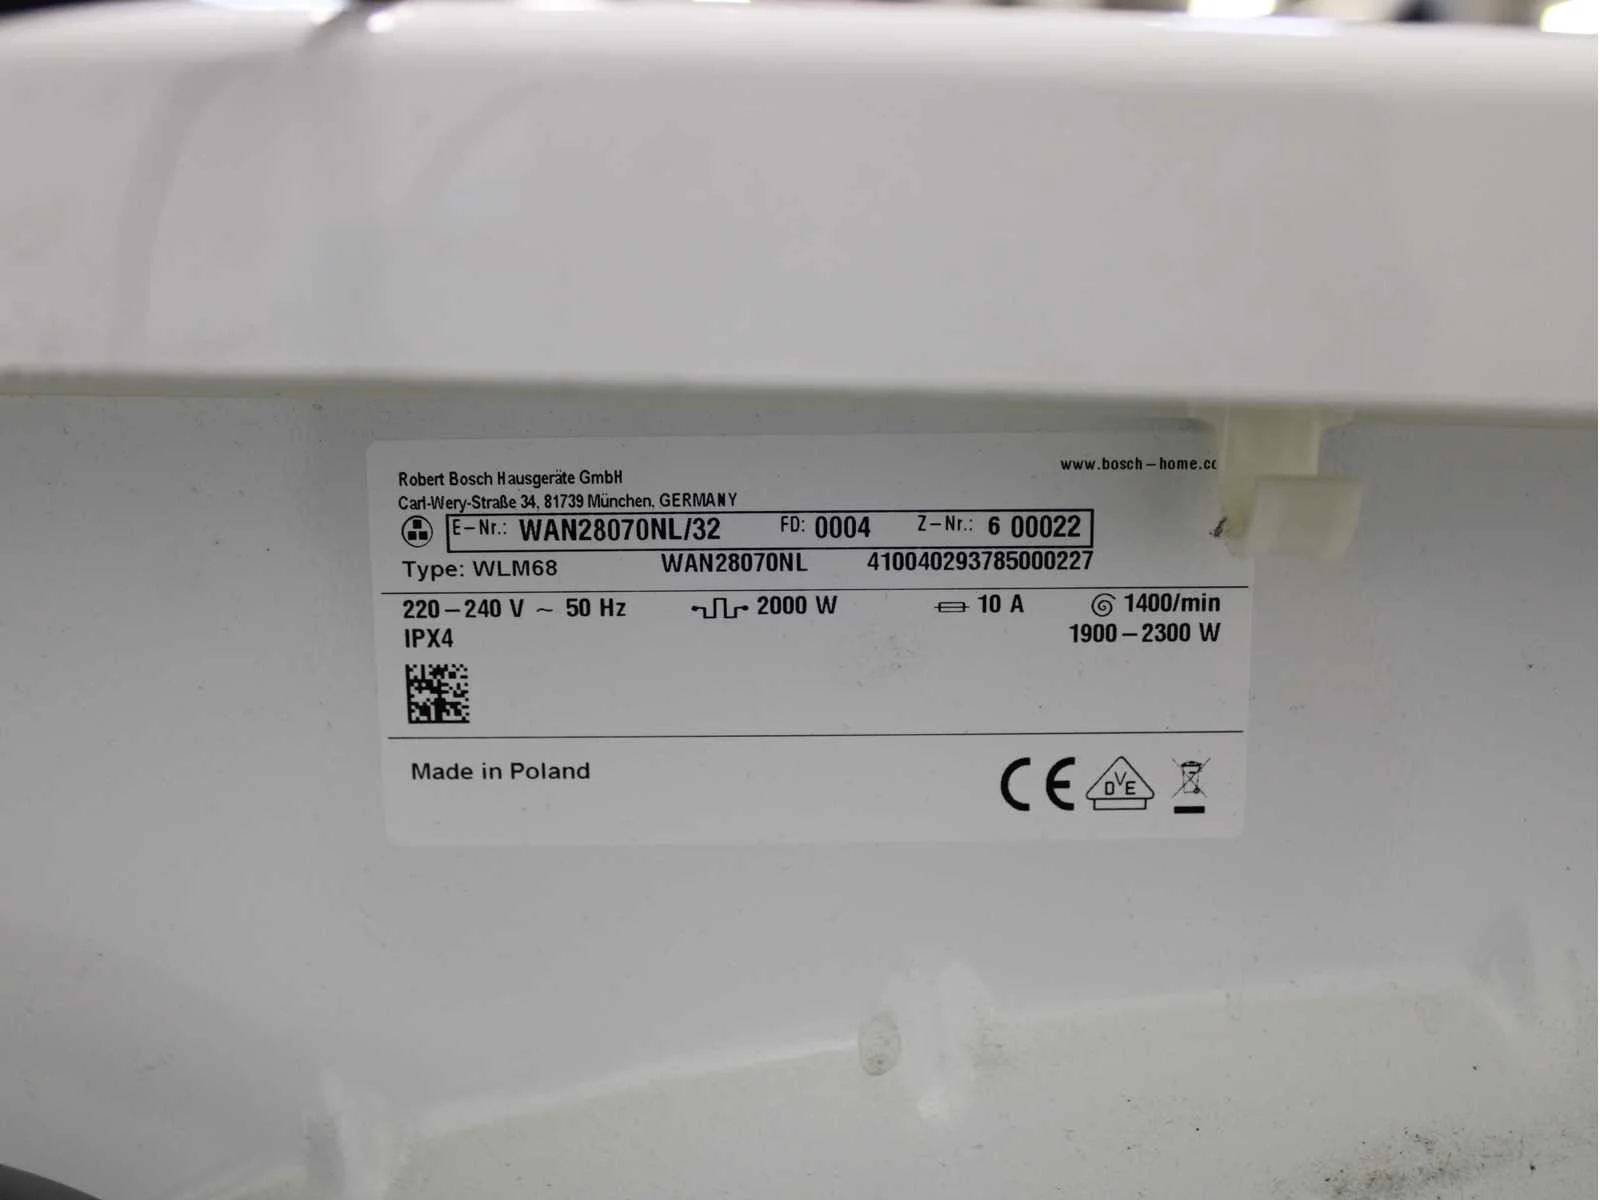 Robert Bosch Hausgeräte GmbH
www.bosch-home.co
Carl-Wery-Straße 34, 81739 München, GERMANY
E-Nr.: WAN28070NL/32 FD: 0004 Z-Nr.: 6 00022
Type: WLM68 WAN28070NL 410040293785000227
220-240 V ~ 50 Hz 2000 W 10 A 1400/min
IPX4 1900-2300 W
Made in Poland
CE DVE